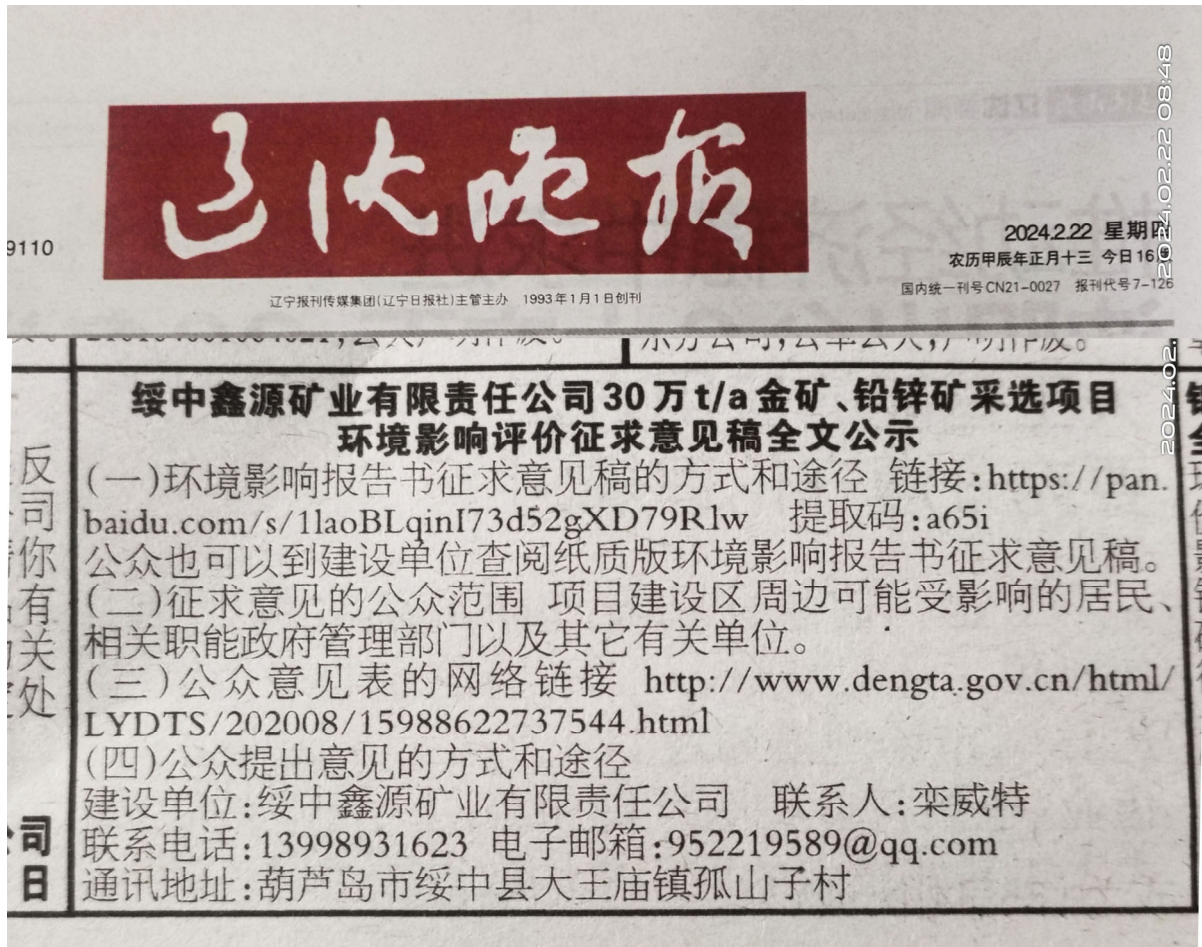 辽沈晚报
9110
2024.2.22 星期四
农历甲辰年正月十三 今日16版
国内统一刊号CN21-0027 报刊代号7-126
辽宁报刊传媒集团(辽宁日报社)主管主办 1993年1月1日创刊
2024.02.22 08:48
2024.02.
绥中鑫源矿业有限责任公司30万t/a金矿、铅锌矿采选项目
环境影响评价征求意见稿全文公示
(一)环境影响报告书征求意见稿的方式和途径 链接:https://pan.
baidu.com/s/1laoBLqinI73d52gXD79Rlw 提取码:a65i
公众也可以到建设单位查阅纸质版环境影响报告书征求意见稿。
(二)征求意见的公众范围 项目建设区周边可能受影响的居民、
相关职能政府管理部门以及其它有关单位。
(三)公众意见表的网络链接 http://www.dengta.gov.cn/html/
LYDTS/202008/15988622737544.html
(四)公众提出意见的方式和途径
建设单位:绥中鑫源矿业有限责任公司 联系人:栾威特
联系电话:13998931623 电子邮箱:952219589@qq.com
通讯地址:葫芦岛市绥中县大王庙镇孤山子村
反
司
你
有
关
处
司
日